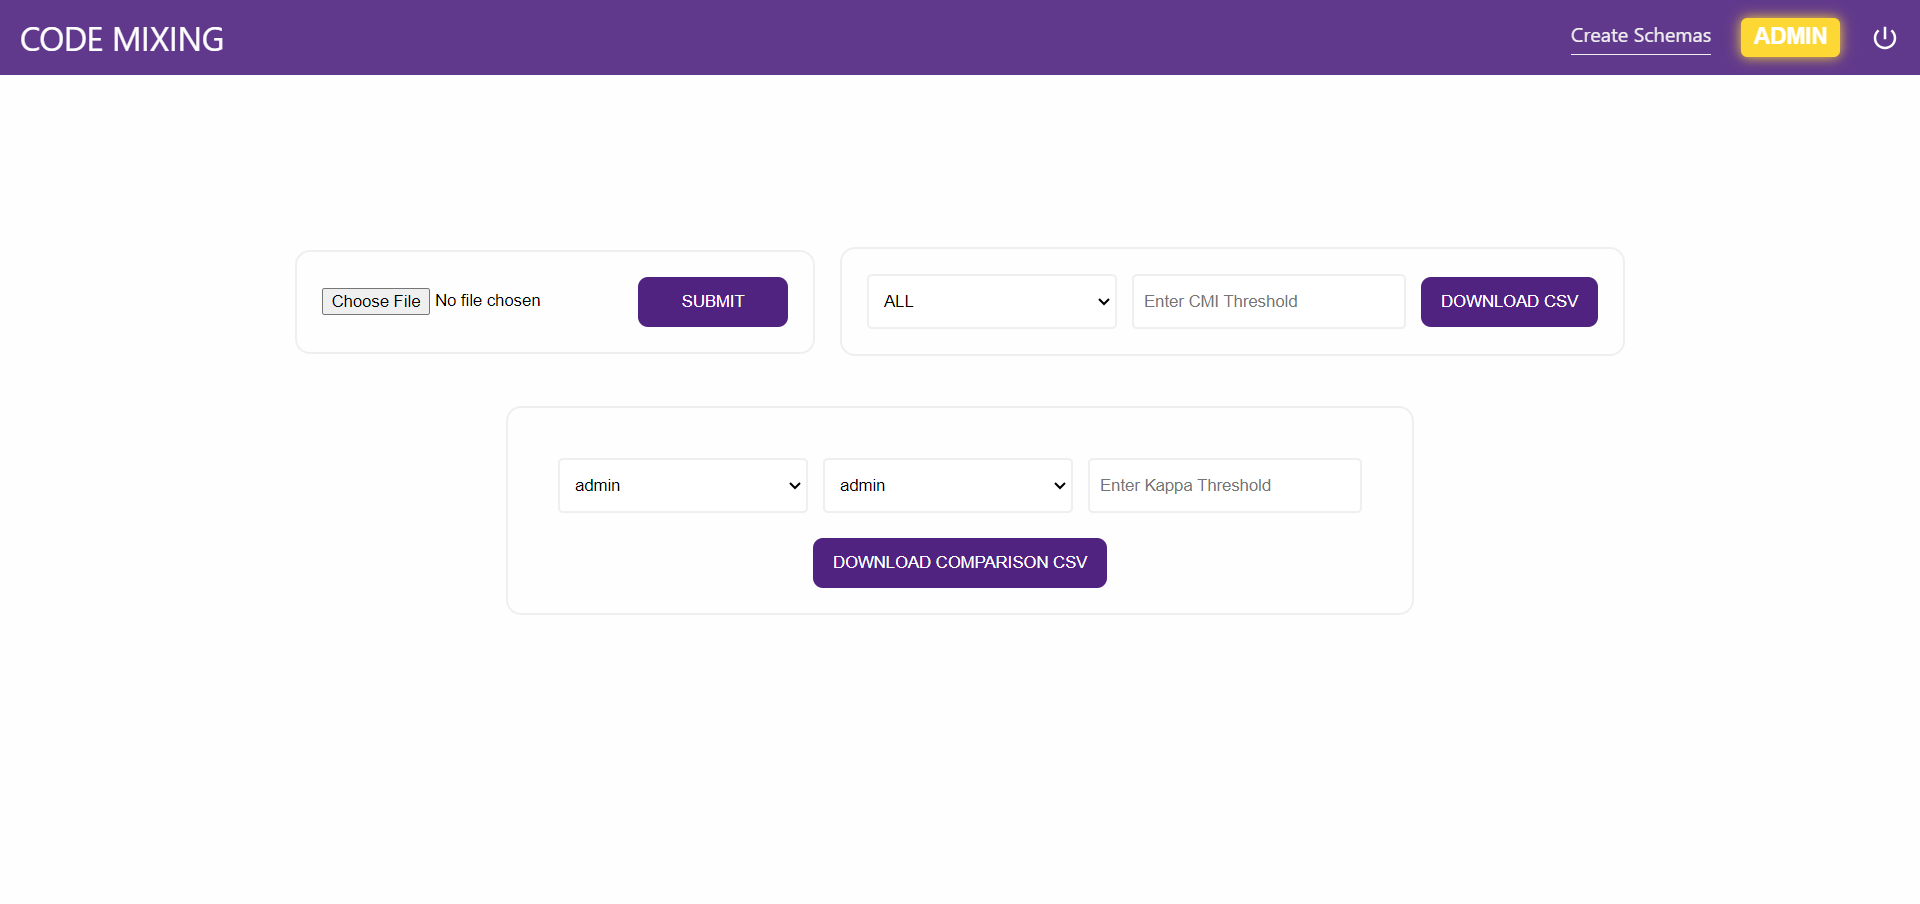 CODE MIXING
Create Schemas
ADMIN
Choose File No file chosen
SUBMIT
ALL
Enter CMI Threshold
DOWNLOAD CSV
admin
admin
Enter Kappa Threshold
DOWNLOAD COMPARISON CSV